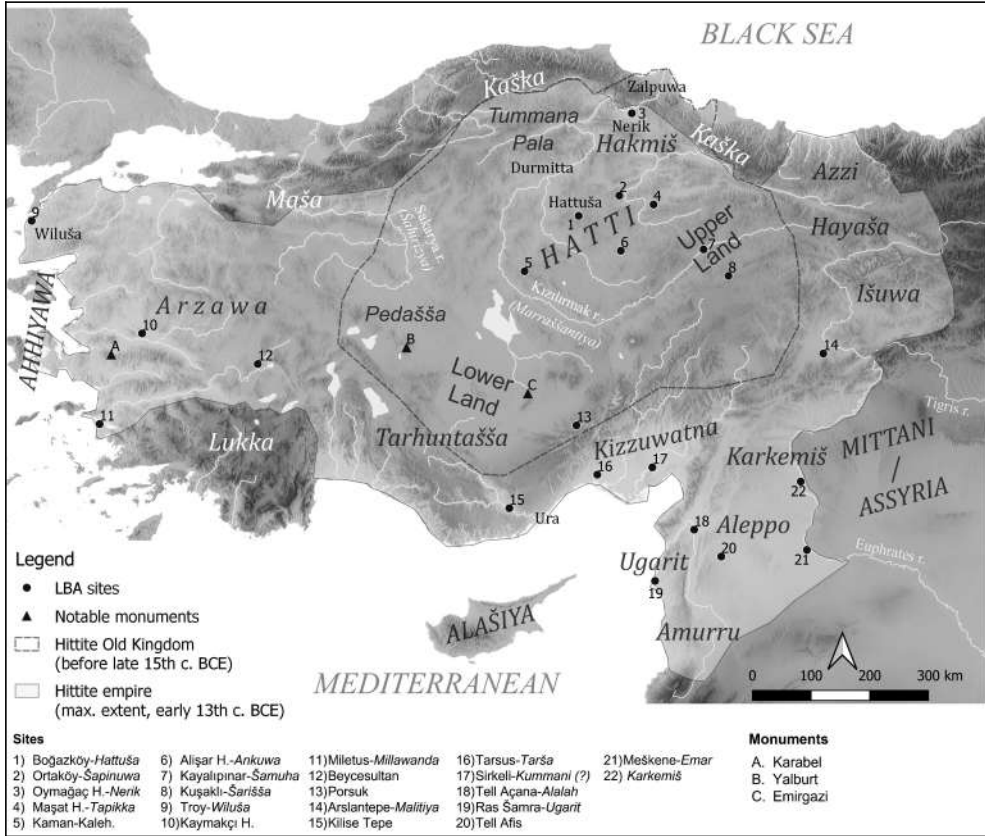 BLACK SEA
Kaška
Zalpuwa
Tummana
3
Nerik
Pala
Hakmiš
Kaška
Durmitta
Azzi
Maša
2
4
9
Wiluša
Hattuša
1
HATTI
Sakarya r.
(Šahiriya)
Upper
Land
7
Hayaša
6
5
8
Kızılırmak r.
(Marraššantiya)
Išuwa
Arzawa
Pedašša
AHHIYAWA
10
A
B
12
14
Lower
Land
C
Tigris r.
11
Lukka
Tarhuntašša
13
Kizzuwatna
16
17
Karkemiš
MITTANI
/
ASSYRIA
22
15
Ura
18
Aleppo
20
21
Ugarit
Euphrates r.
19
ALAŠIYA
Amurru
MEDITERRANEAN
Legend
LBA sites
Notable monuments
Hittite Old Kingdom
(before late 15th c. BCE)
Hittite empire
(max. extent, early 13th c. BCE)
0 100 200 300 km
Sites
1) Boğazköy-Hattuša
2) Ortaköy-Šapinuwa
3) Oymağaç H.-Nerik
4) Maşat H.-Tapikka
5) Kaman-Kaleh.
6) Alişar H.-Ankuwa
7) Kayalıpınar-Šamuha
8) Kuşaklı-Šarišša
9) Troy-Wiluša
10)Kaymakçı H.
11)Miletus-Millawanda
12)Beycesultan
13)Porsuk
14)Arslantepe-Malitiya
15)Kilise Tepe
16)Tarsus-Tarša
17)Sirkeli-Kummani (?)
18)Tell Açana-Alalah
19)Ras Šamra-Ugarit
20)Tell Afis
21)Meškene-Emar
22) Karkemiš
Monuments
A. Karabel
B. Yalburt
C. Emirgazi